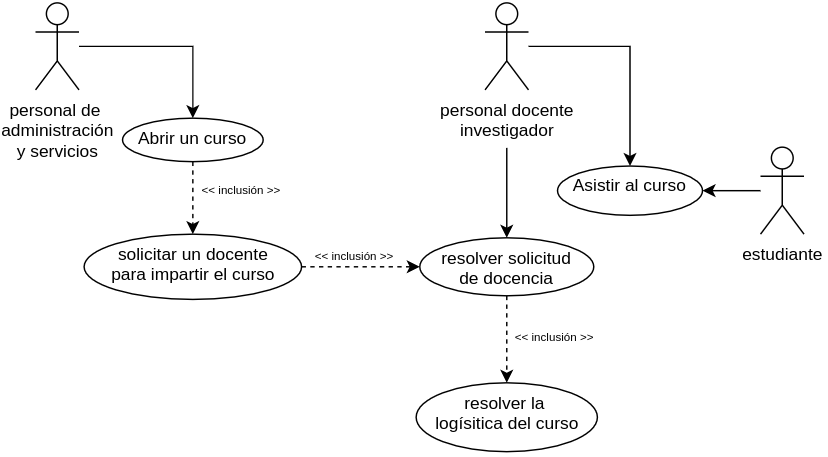 personal de
administración
y servicios
Abrir un curso
<< inclusión >>
solicitar un docente
para impartir el curso
<< inclusión >>
personal docente
investigador
Asistir al curso
estudiante
resolver solicitud
de docencia
<< inclusión >>
resolver la
logísitica del curso